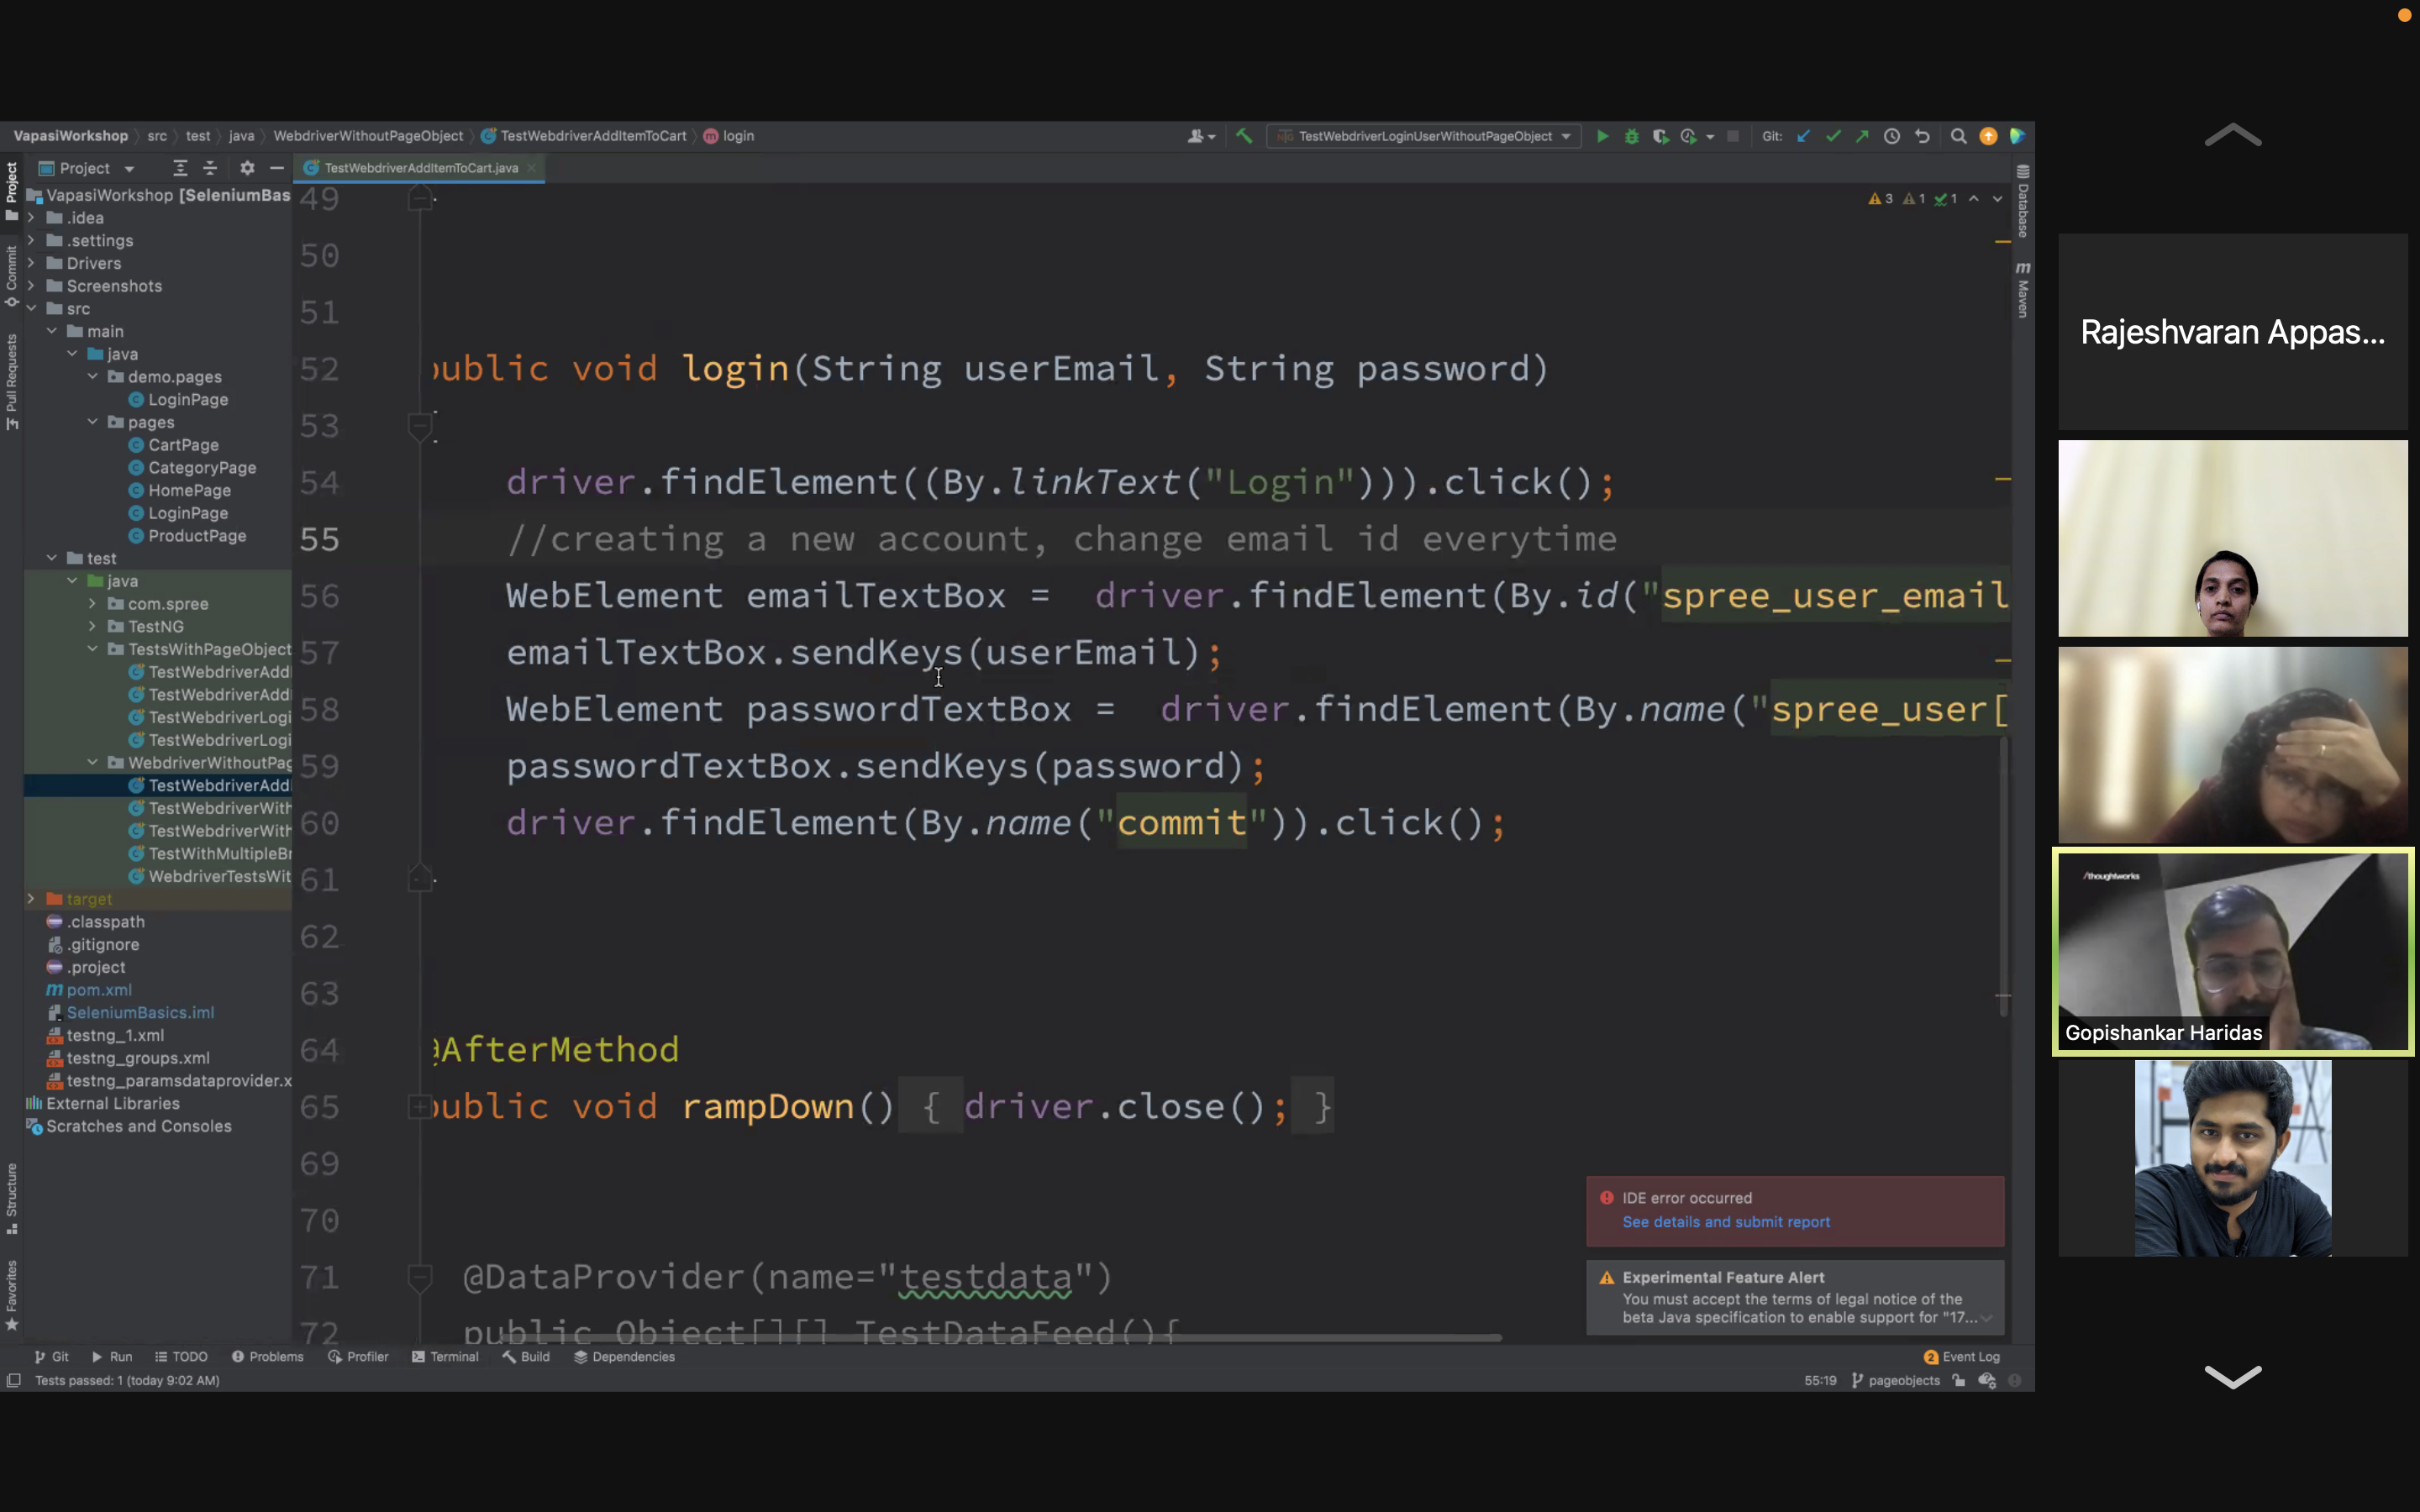 VapasiWorkshop src test java WebdriverWithoutPageObject TestWebdriverAddItemToCart login
TestWebdriverLoginUserWithoutPageObject
Git:
Project
TestWebdriverAddItemToCart.java
Project
Commit
Pull Requests
Structure
Favorites
VapasiWorkshop [SeleniumBas
.idea
.settings
Drivers
Screenshots
src
main
java
demo.pages
LoginPage
pages
CartPage
CategoryPage
HomePage
LoginPage
ProductPage
test
java
com.spree
TestNG
TestsWithPageObject
TestWebdriverAddI
TestWebdriverAddI
TestWebdriverLogi
TestWebdriverLogi
WebdriverWithoutPag
TestWebdriverAddI
TestWebdriverWith
TestWebdriverWith
TestWithMultipleBr
WebdriverTestsWit
target
.classpath
.gitignore
.project
pom.xml
SeleniumBasics.iml
testng_1.xml
testng_groups.xml
testng_paramsdataprovider.x
External Libraries
Scratches and Consoles
49
50
51
52 public void login(String userEmail, String password)
53
54 driver.findElement((By.linkText("Login"))).click();
55 //creating a new account, change email id everytime
56 WebElement emailTextBox = driver.findElement(By.id("spree_user_email
57 emailTextBox.sendKeys(userEmail);
58 WebElement passwordTextBox = driver.findElement(By.name("spree_user[
59 passwordTextBox.sendKeys(password);
60 driver.findElement(By.name("commit")).click();
61
62
63
64 @AfterMethod
65 public void rampDown() { driver.close(); }
69
70
71 @DataProvider(name="testdata")
72 public Object[][] TestDataFeed(){
3 1 1
Database
Maven
IDE error occurred
See details and submit report
Experimental Feature Alert
You must accept the terms of legal notice of the
beta Java specification to enable support for "17...
Git Run TODO Problems Profiler Terminal Build Dependencies
2 Event Log
Tests passed: 1 (today 9:02 AM)
55:19 pageobjects
Rajeshvaran Appas...
/thoughtworks
Gopishankar Haridas